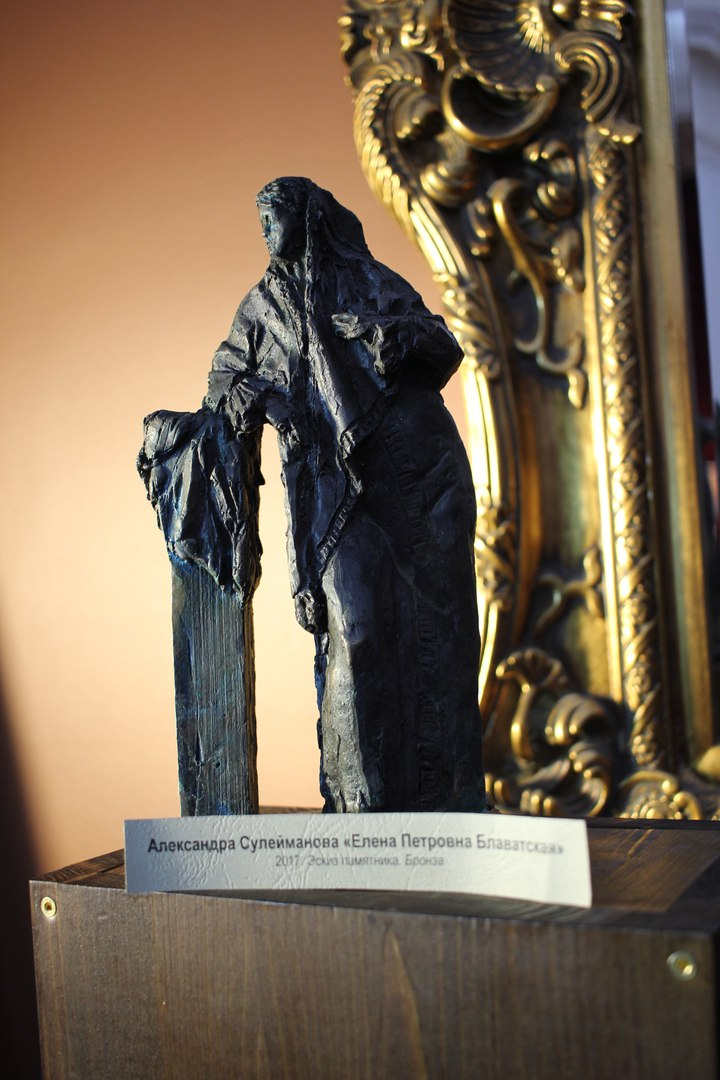 Александра Сулейманова «Елена Петровна Блаватская»
2017. Эскиз памятника. Бронза